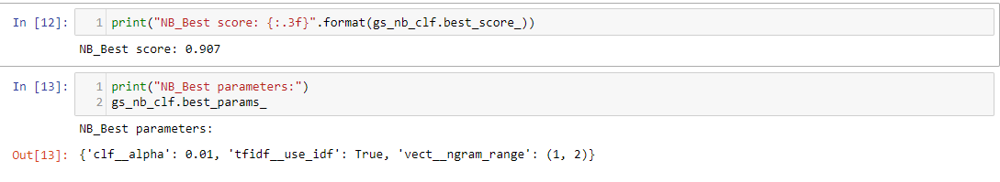 In [12]: 1 print("NB_Best score: {:.3f}".format(gs_nb_clf.best_score_))
NB_Best score: 0.907
In [13]: 1 print("NB_Best parameters:")
2 gs_nb_clf.best_params_
NB_Best parameters:
Out[13]: {'clf__alpha': 0.01, 'tfidf__use_idf': True, 'vect__ngram_range': (1, 2)}